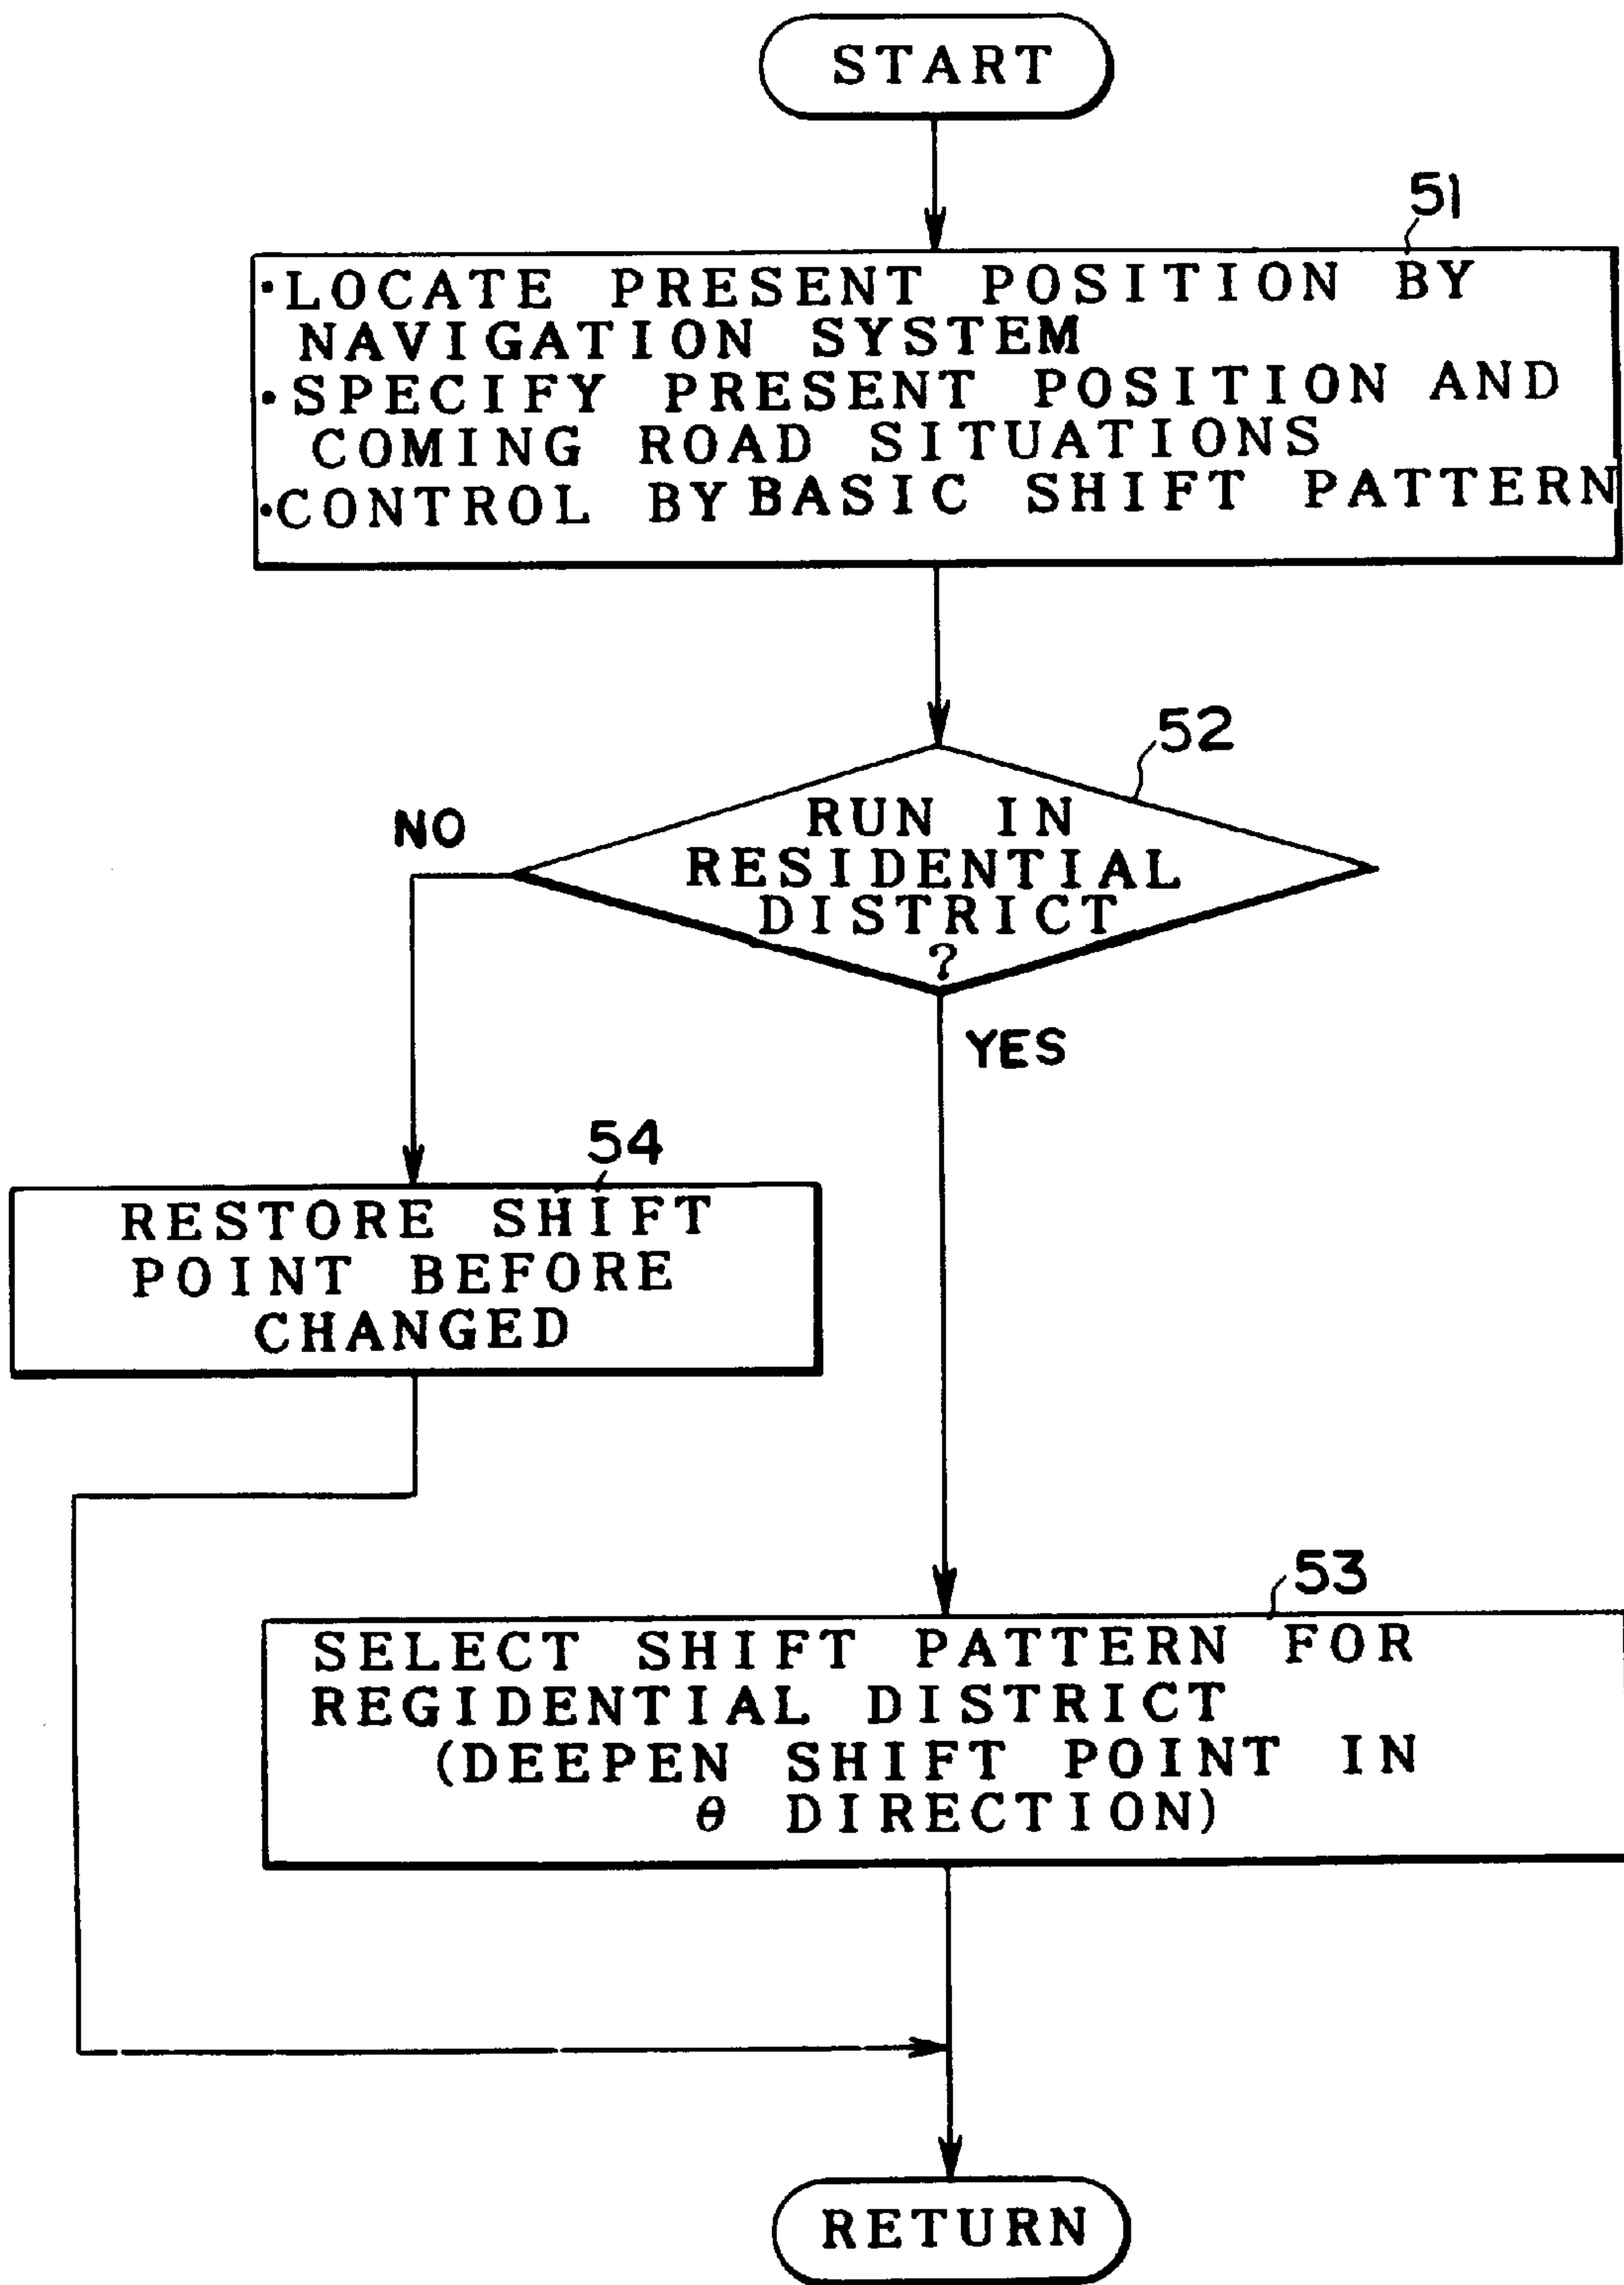 START
51
·LOCATE PRESENT POSITION BY
NAVIGATION SYSTEM
·SPECIFY PRESENT POSITION AND
COMING ROAD SITUATIONS
·CONTROL BY BASIC SHIFT PATTERN
52
RUN IN
RESIDENTIAL
DISTRICT
?
NO
YES
54
RESTORE SHIFT
POINT BEFORE
CHANGED
53
SELECT SHIFT PATTERN FOR
REGIDENTIAL DISTRICT
(DEEPEN SHIFT POINT IN
θ DIRECTION)
RETURN